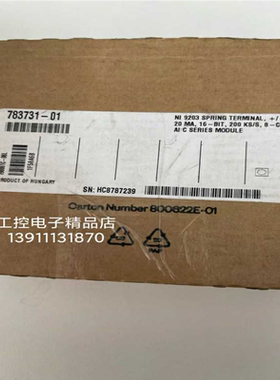 783731-01
NI 9203 SPRING TERMINAL, +/
20 MA, 16-BIT, 200 KS/S, 8-C
AI C SERIES MODULE
PRODUCT OF HUNGARY
SN: HC8787239
Carton Number 800822E-01
工控电子精品店
13911131870